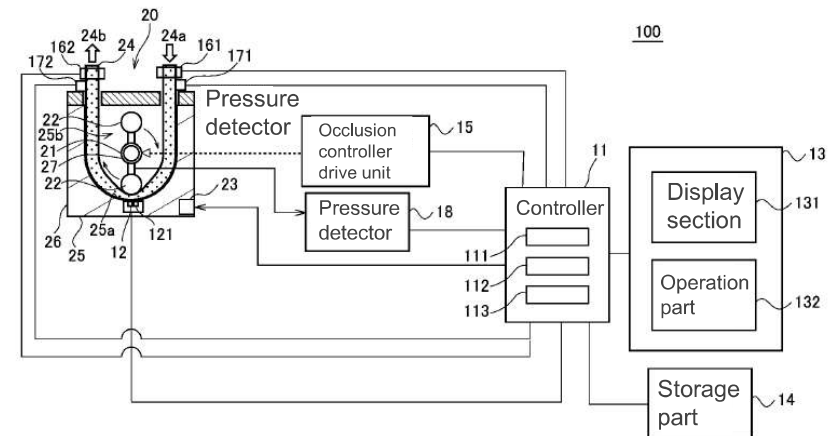 20
100
24b
24
24a
162
161
172
171
Pressure
detector
22
25b
21
27
22
26
25
25a
12
121
23
Occlusion
controller
drive unit
15
Pressure
detector
18
11
Controller
111
112
113
13
Display
section
131
Operation
part
132
Storage
part
14